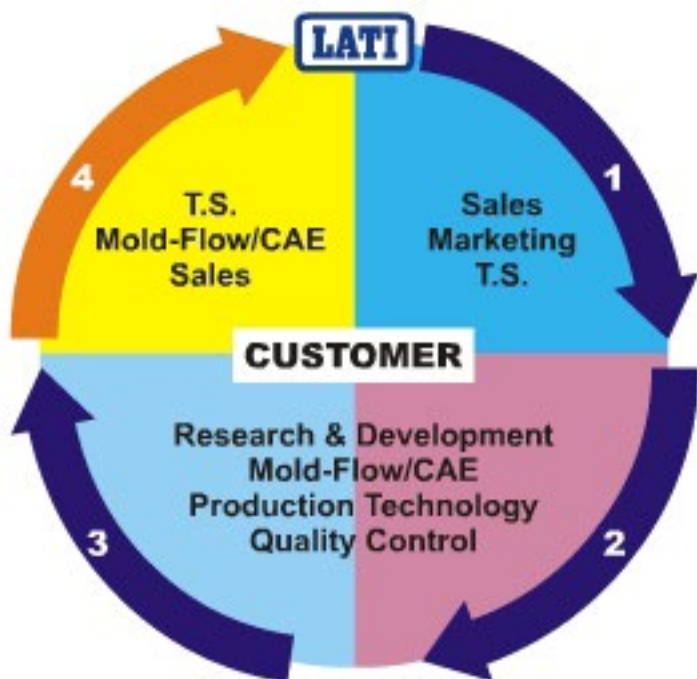 LATI
4
1
T.S.
Mold-Flow/CAE
Sales
Sales
Marketing
T.S.
CUSTOMER
Research & Development
Mold-Flow/CAE
Production Technology
Quality Control
3
2